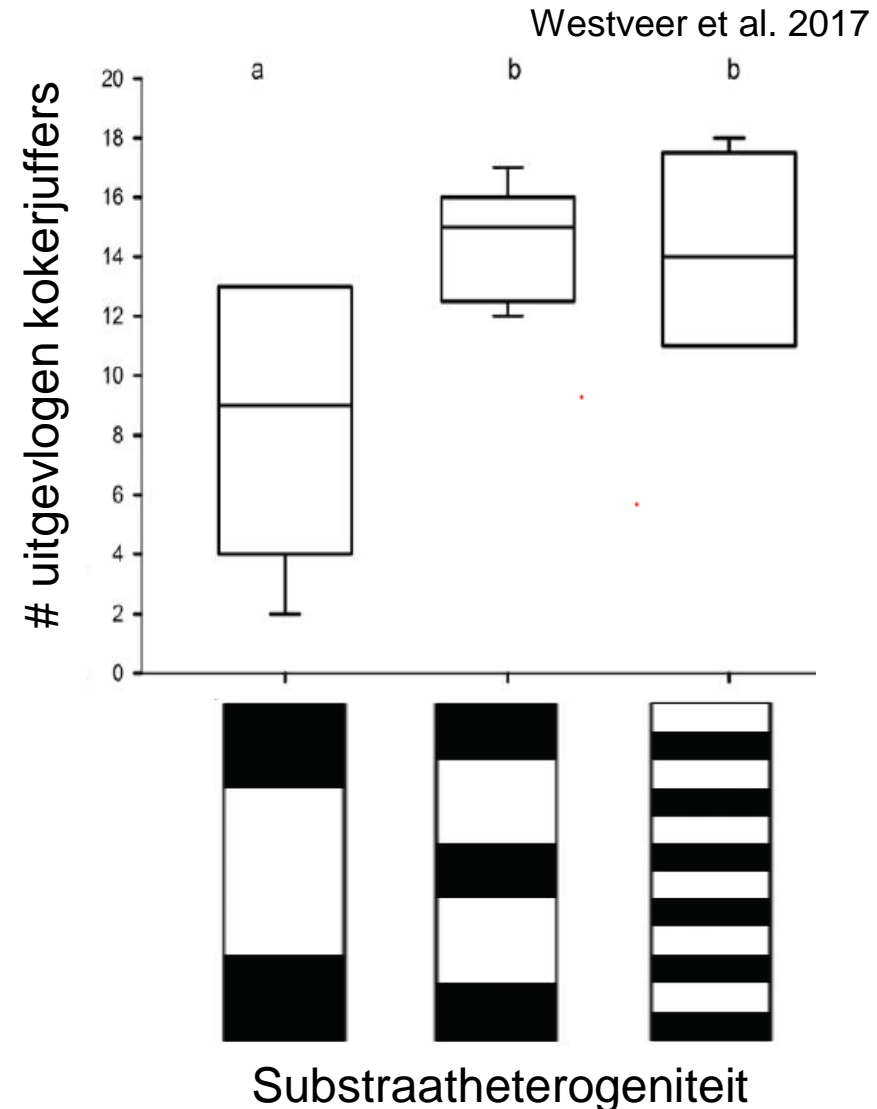 Westveer et al. 2017
a b b
# uitgevlogen kokerjuffers
20
18
16
14
12
10
8
6
4
2
0
Substraatheterogeniteit